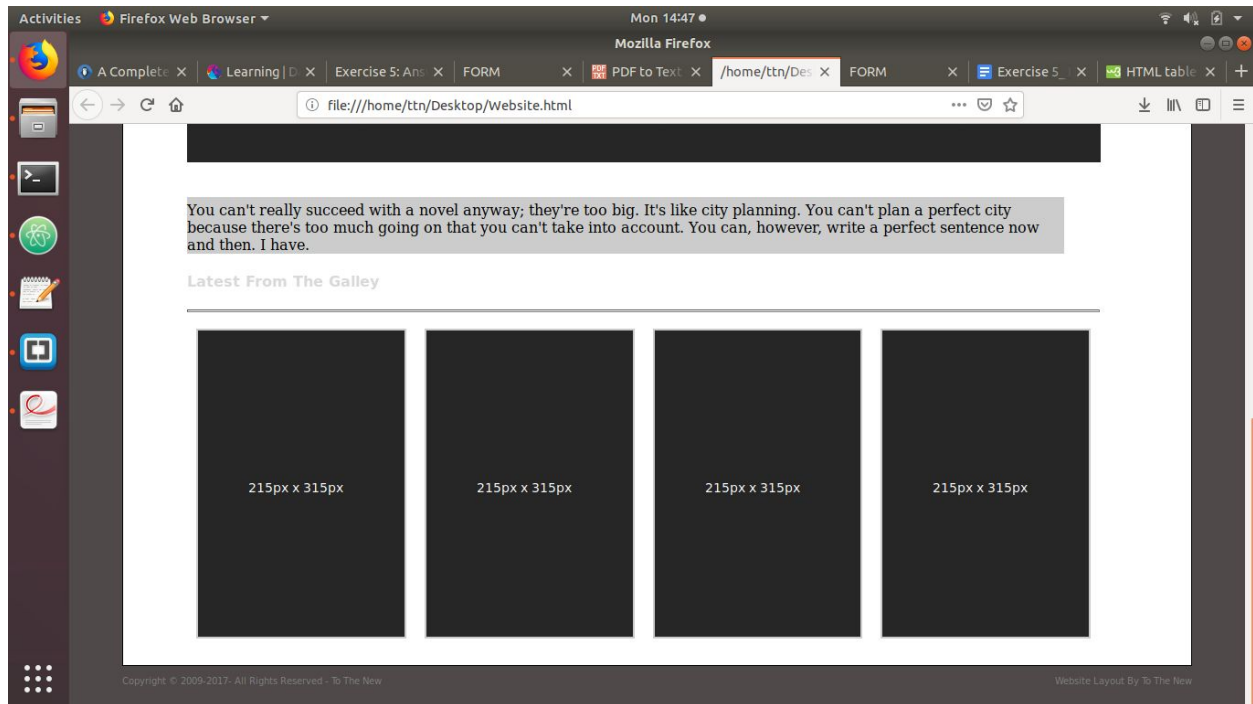 Activities Firefox Web Browser Mon 14:47
Mozilla Firefox
A Complete Learning | D Exercise 5: Ans FORM PDF to Text /home/ttn/Des FORM Exercise 5_ HTML table
file:///home/ttn/Desktop/Website.html
You can't really succeed with a novel anyway; they're too big. It's like city planning. You can't plan a perfect city
because there's too much going on that you can't take into account. You can, however, write a perfect sentence now
and then. I have.
Latest From The Galley
215px x 315px 215px x 315px 215px x 315px 215px x 315px
Copyright © 2009-2017- All Rights Reserved - To The New Website Layout By To The New